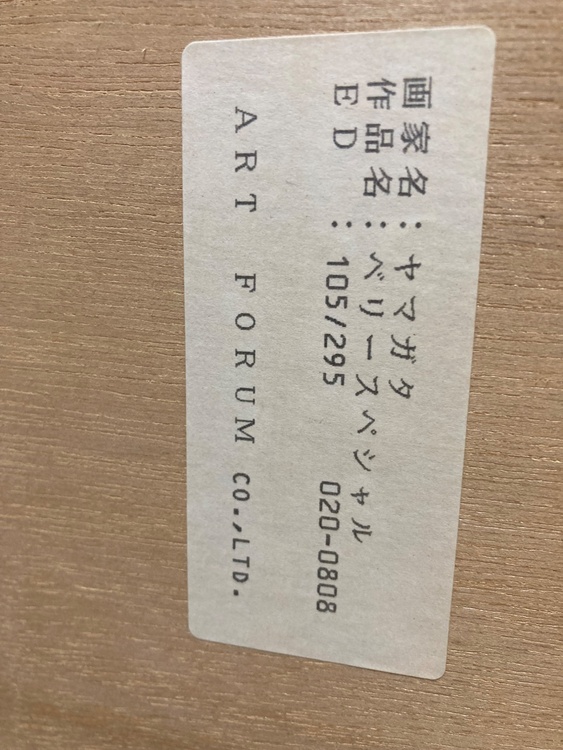 画家名：ヤマガタ
作品名：ベリースペシャル
ED ：105/295 020-0808
ART FORUM CO.,LTD.